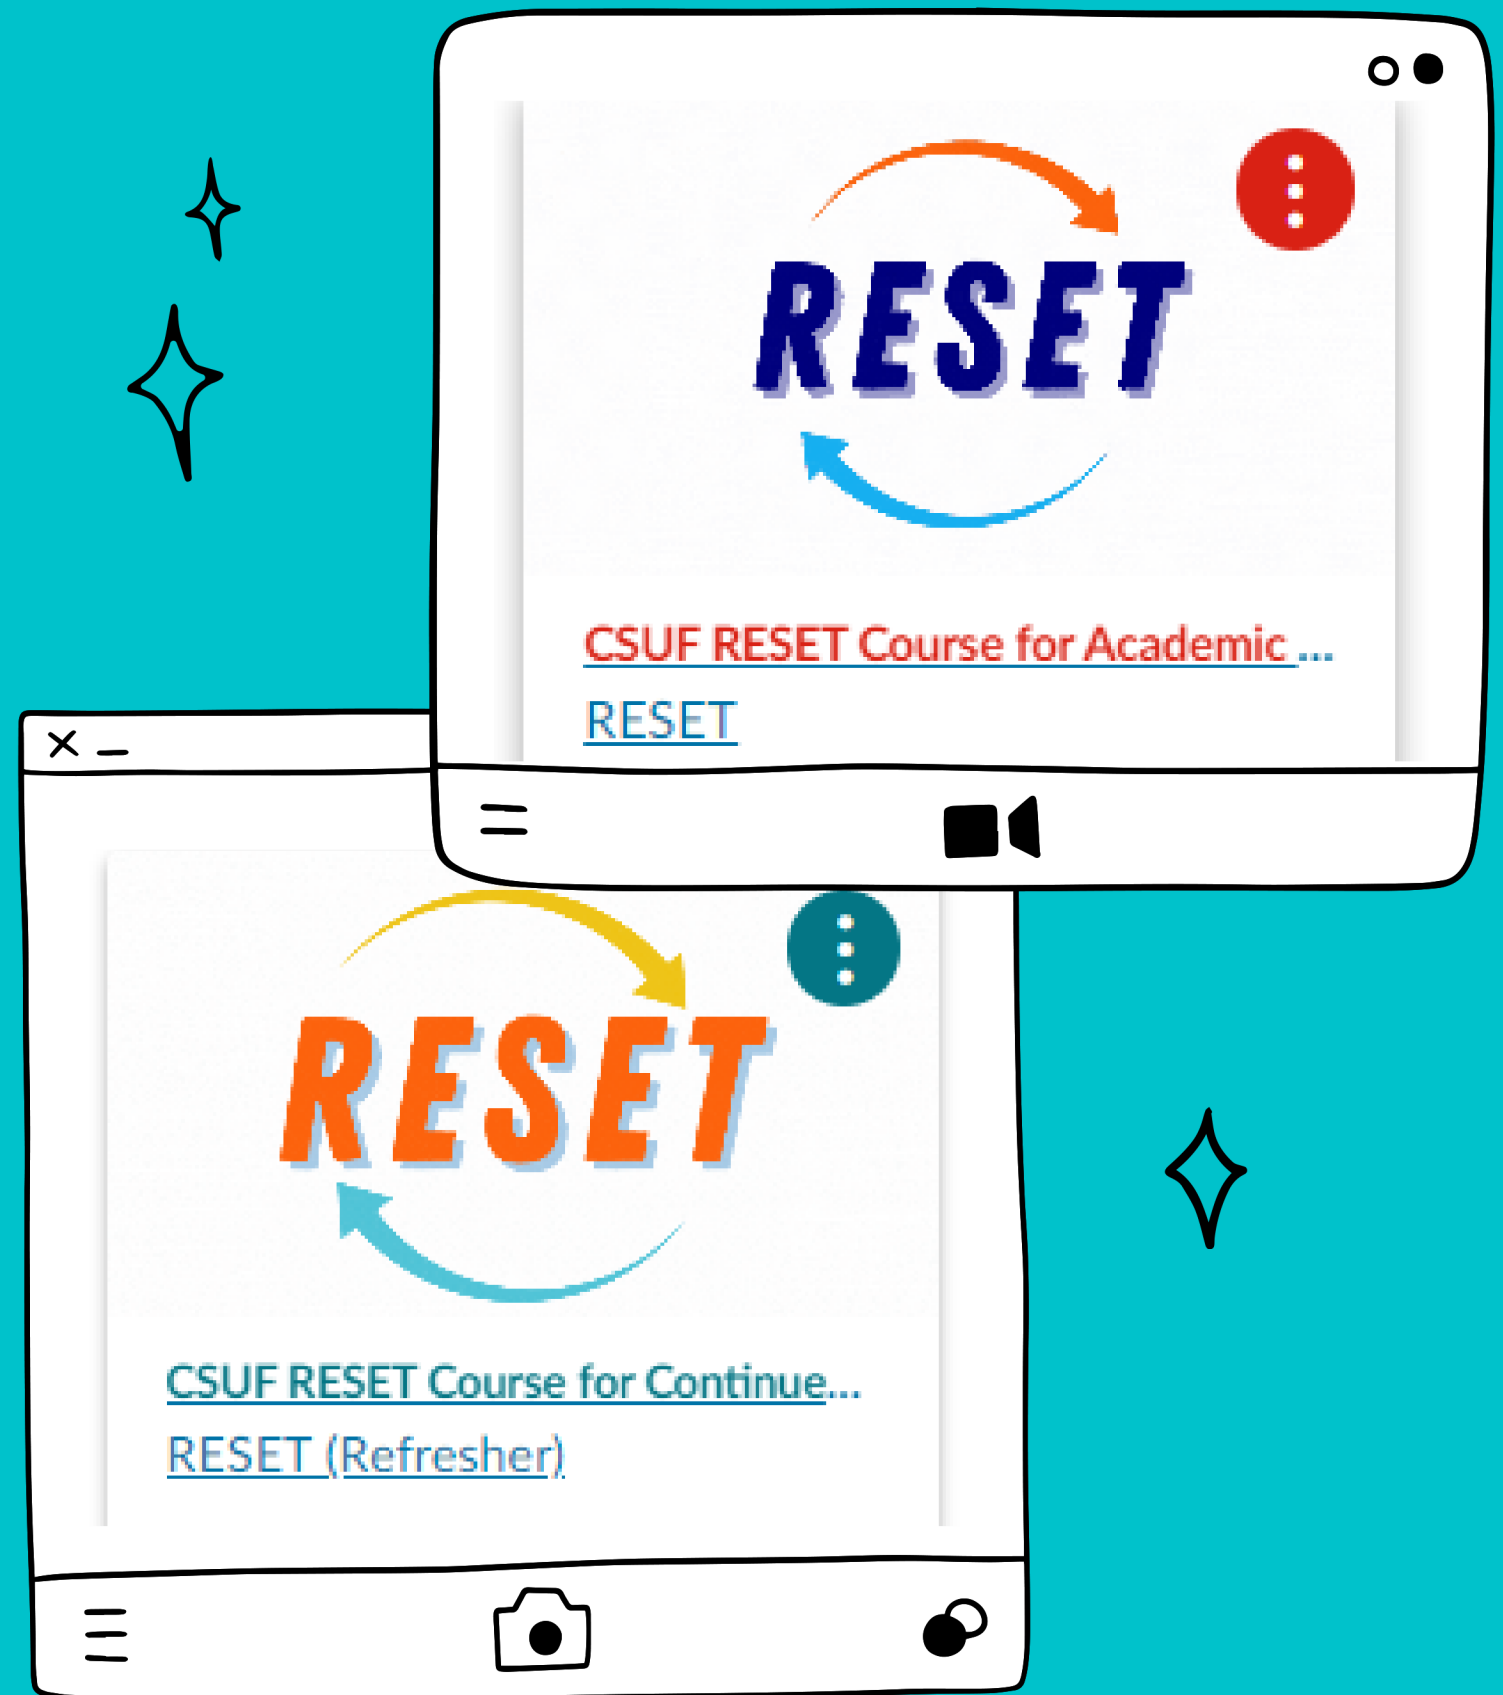 RESET
CSUF RESET Course for Academic ...
RESET
RESET
CSUF RESET Course for Continue...
RESET (Refresher)